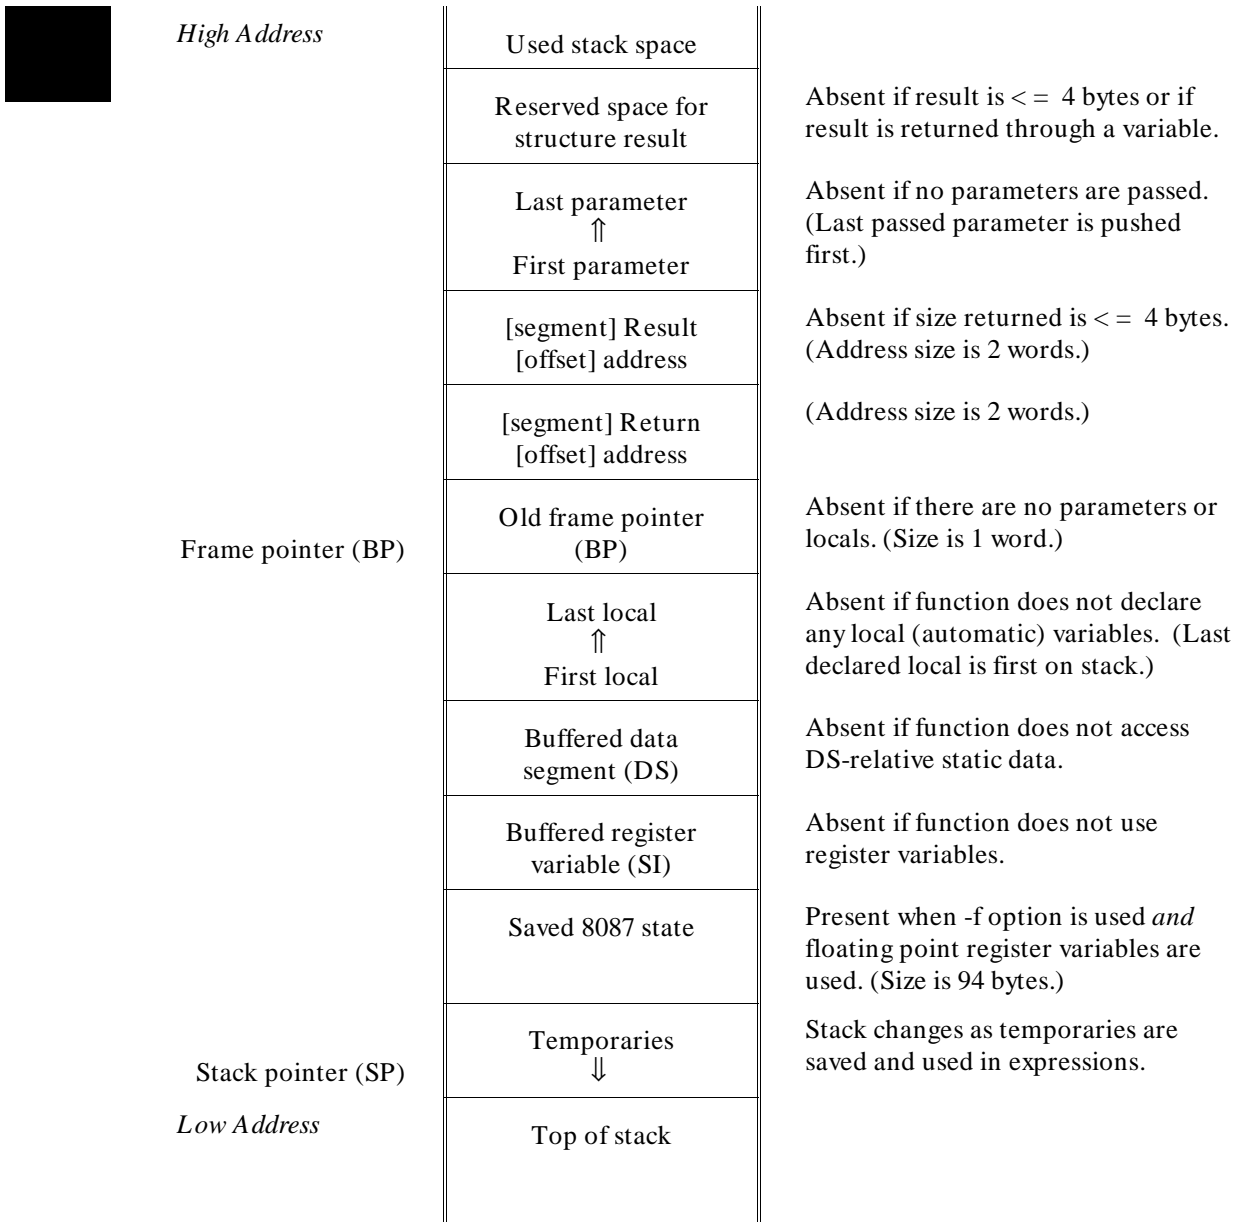 High Address
Used stack space
Reserved space for
structure result
Absent if result is < = 4 bytes or if
result is returned through a variable.
Last parameter
⇑
First parameter
Absent if no parameters are passed.
(Last passed parameter is pushed
first.)
[segment] Result
[offset] address
Absent if size returned is < = 4 bytes.
(Address size is 2 words.)
[segment] Return
[offset] address
(Address size is 2 words.)
Frame pointer (BP)
Old frame pointer
(BP)
Absent if there are no parameters or
locals. (Size is 1 word.)
Last local
⇑
First local
Absent if function does not declare
any local (automatic) variables. (Last
declared local is first on stack.)
Buffered data
segment (DS)
Absent if function does not access
DS-relative static data.
Buffered register
variable (SI)
Absent if function does not use
register variables.
Saved 8087 state
Present when -f option is used and
floating point register variables are
used. (Size is 94 bytes.)
Stack pointer (SP)
Temporaries
⇓
Stack changes as temporaries are
saved and used in expressions.
Low Address
Top of stack